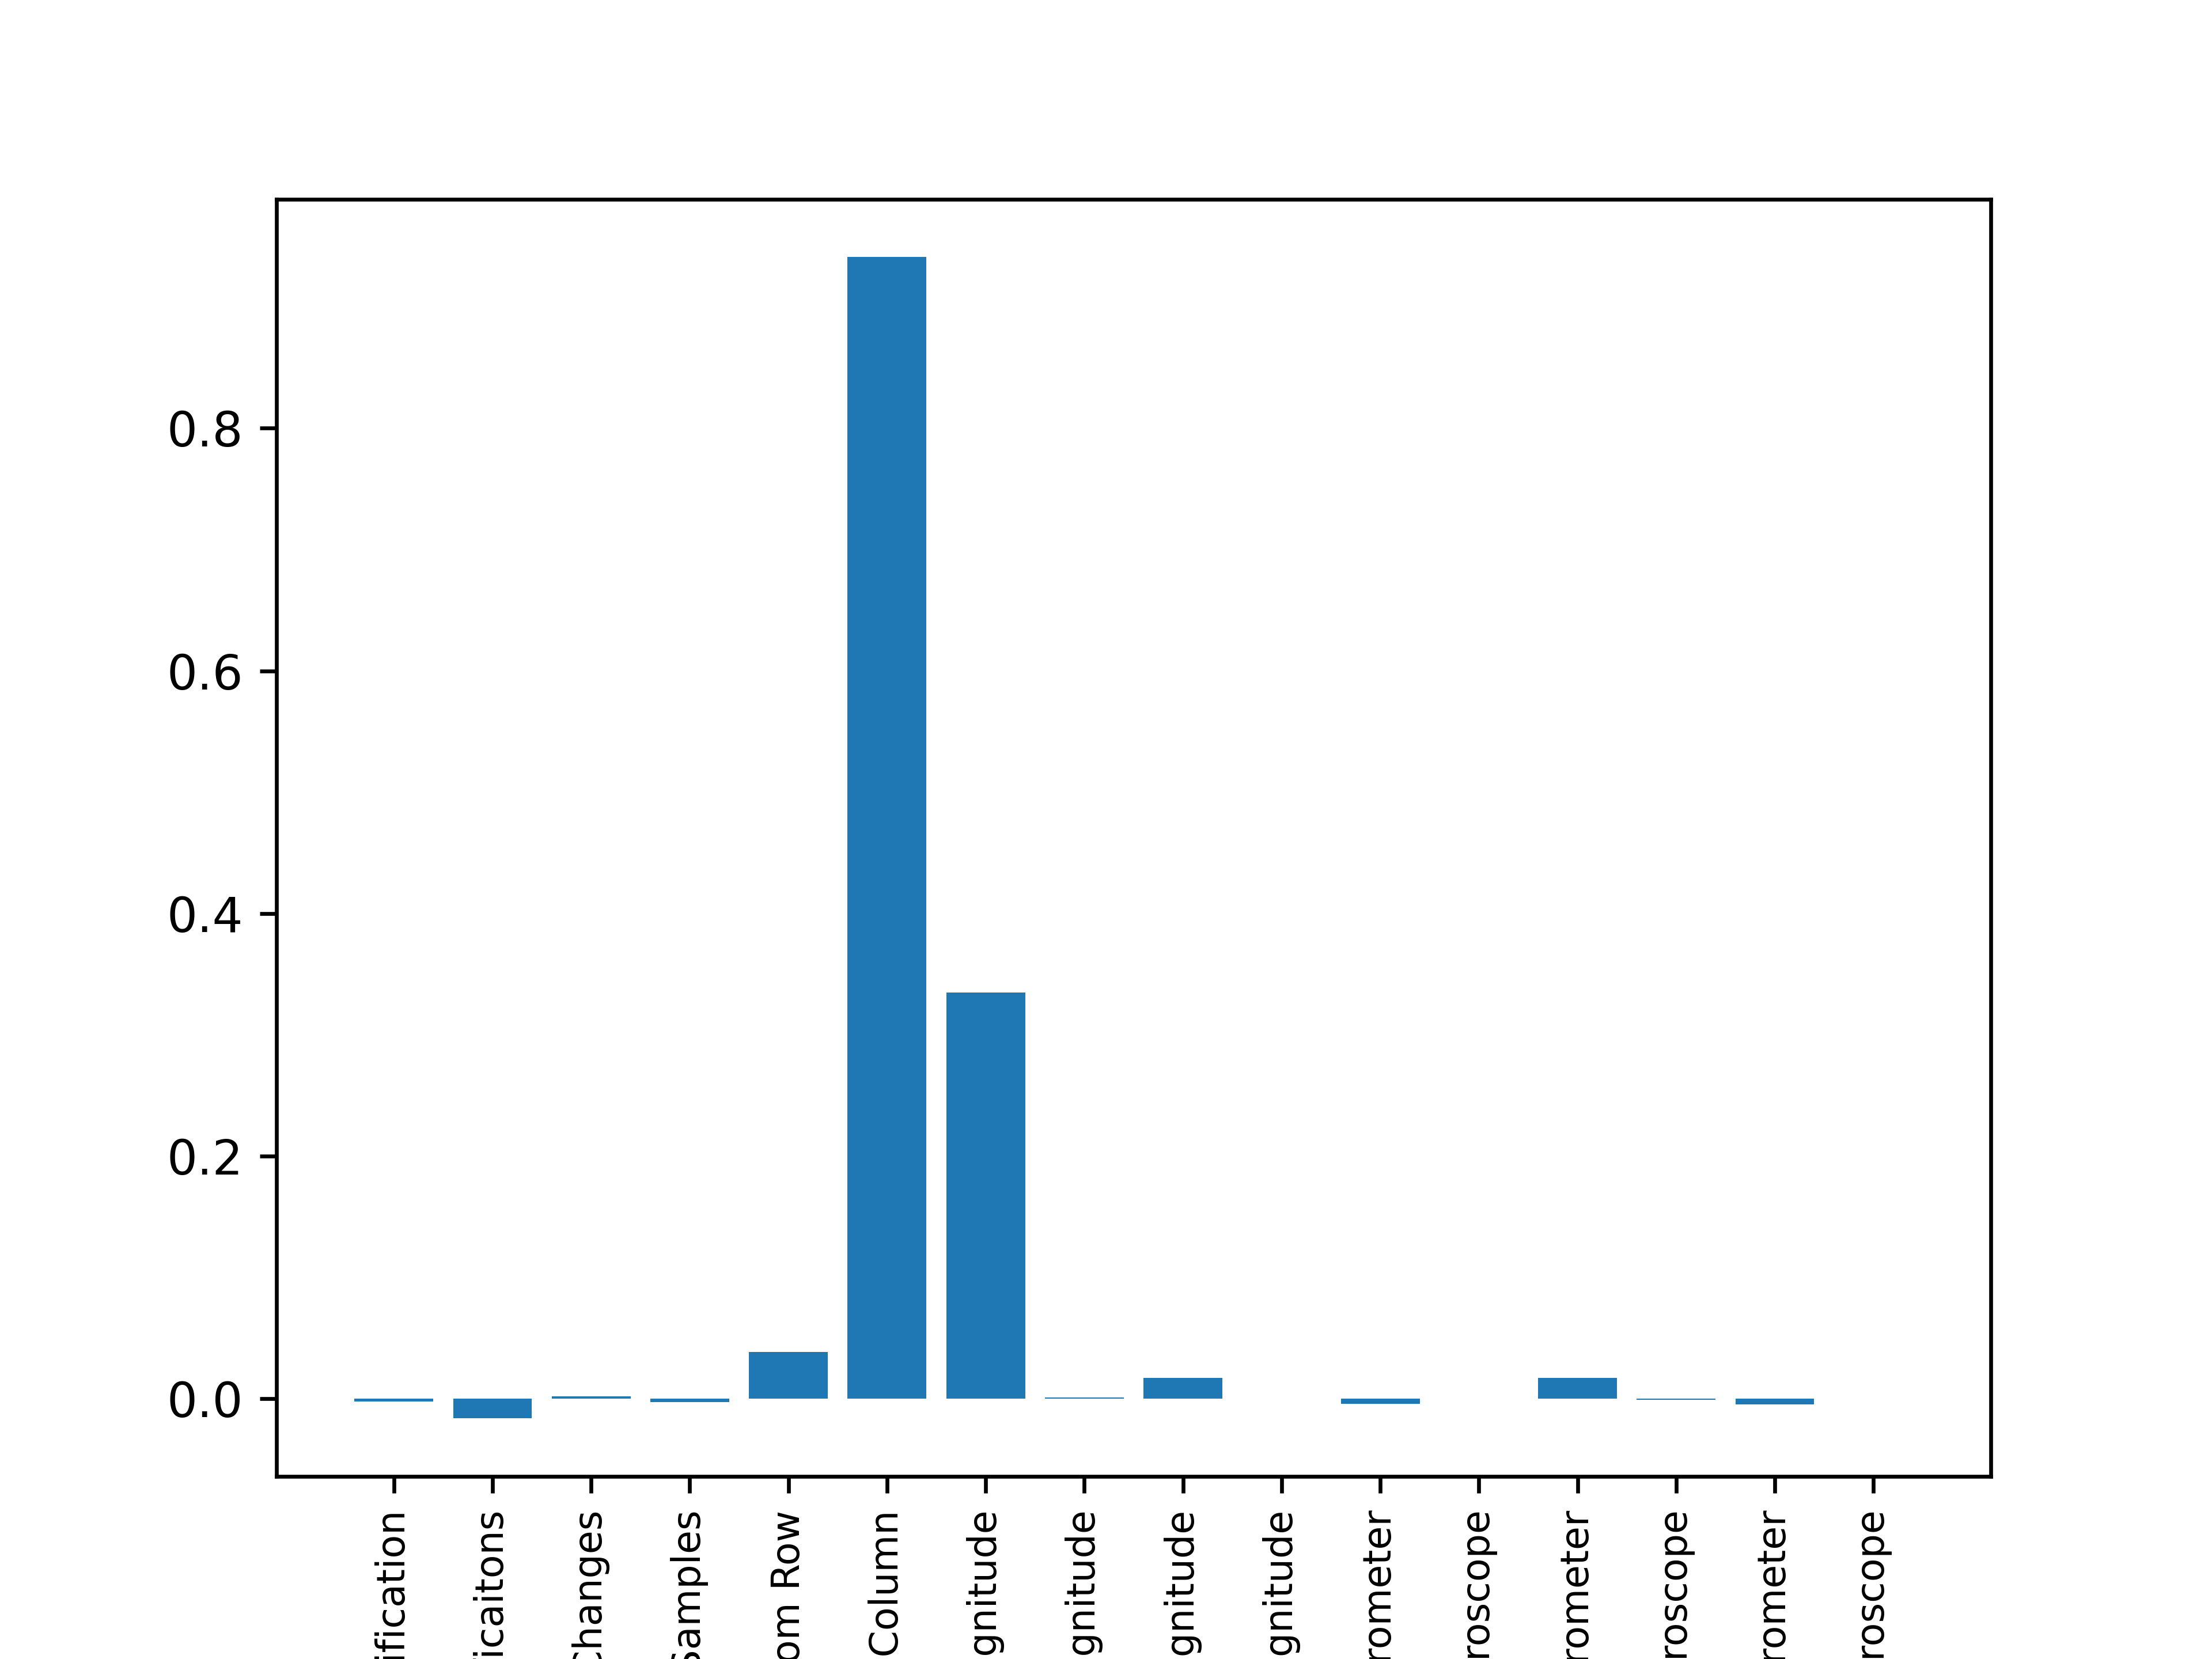 0.8
0.6
0.4
0.2
0.0
ification
icaitons
Changes
Samples
om Row
Column
gnitude
gnitude
gnitude
gnitude
rometer
roscope
rometer
roscope
rometer
roscope